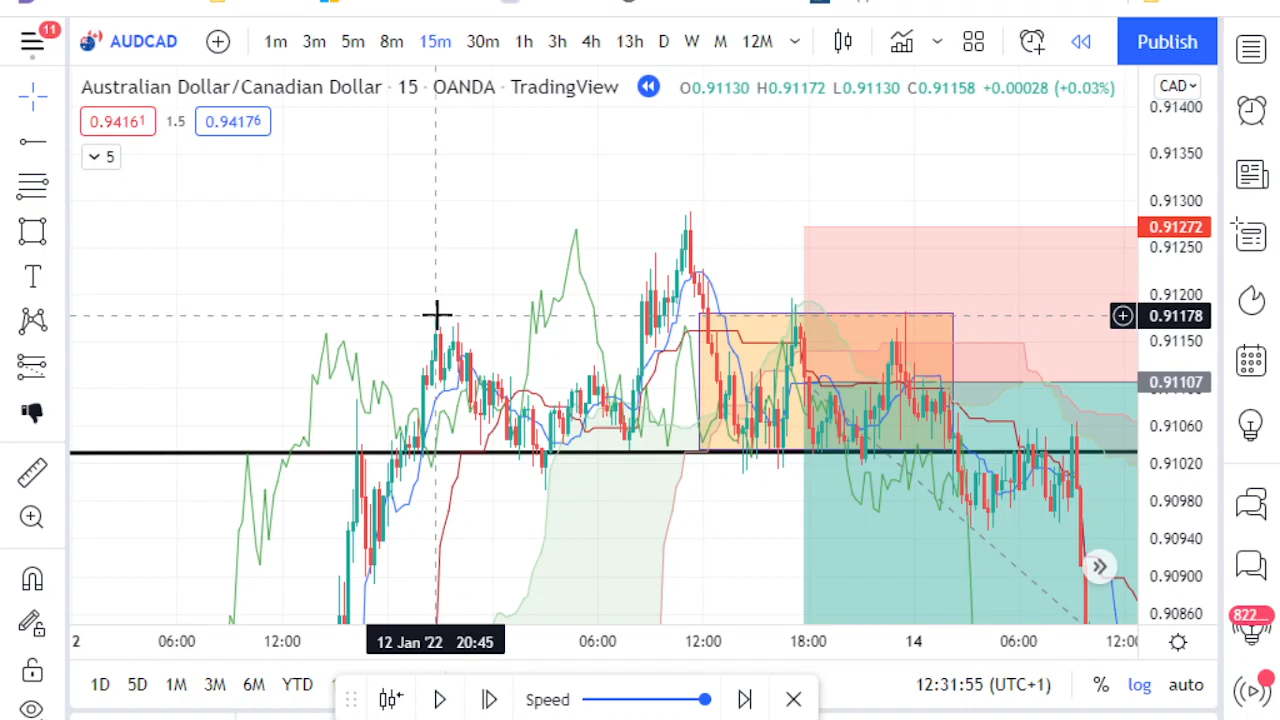 11
AUDCAD
1m 3m 5m 8m 15m 30m 1h 3h 4h 13h D W M 12M
Publish
Australian Dollar/Canadian Dollar · 15 · OANDA · TradingView
O0.91130 H0.91172 L0.91130 C0.91158 +0.00028 (+0.03%)
CAD
0.94161 1.5 0.94176
5
0.91400
0.91350
0.91300
0.91272
0.91250
0.91200
0.91178
0.91150
0.91107
0.91060
0.91020
0.90980
0.90940
0.90900
0.90860
2 06:00 12:00 12 Jan '22 20:45 06:00 12:00 18:00 14 06:00 12:00
822...
1D 5D 1M 3M 6M YTD
12:31:55 (UTC+1) % log auto
Speed